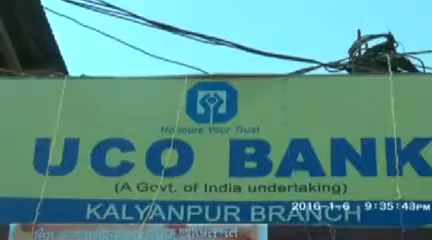 Honours Your Trust
UCO BANK
(A Govt. of India undertaking)
2016-1-6 9:35:43PM
KALYANPUR BRANCH